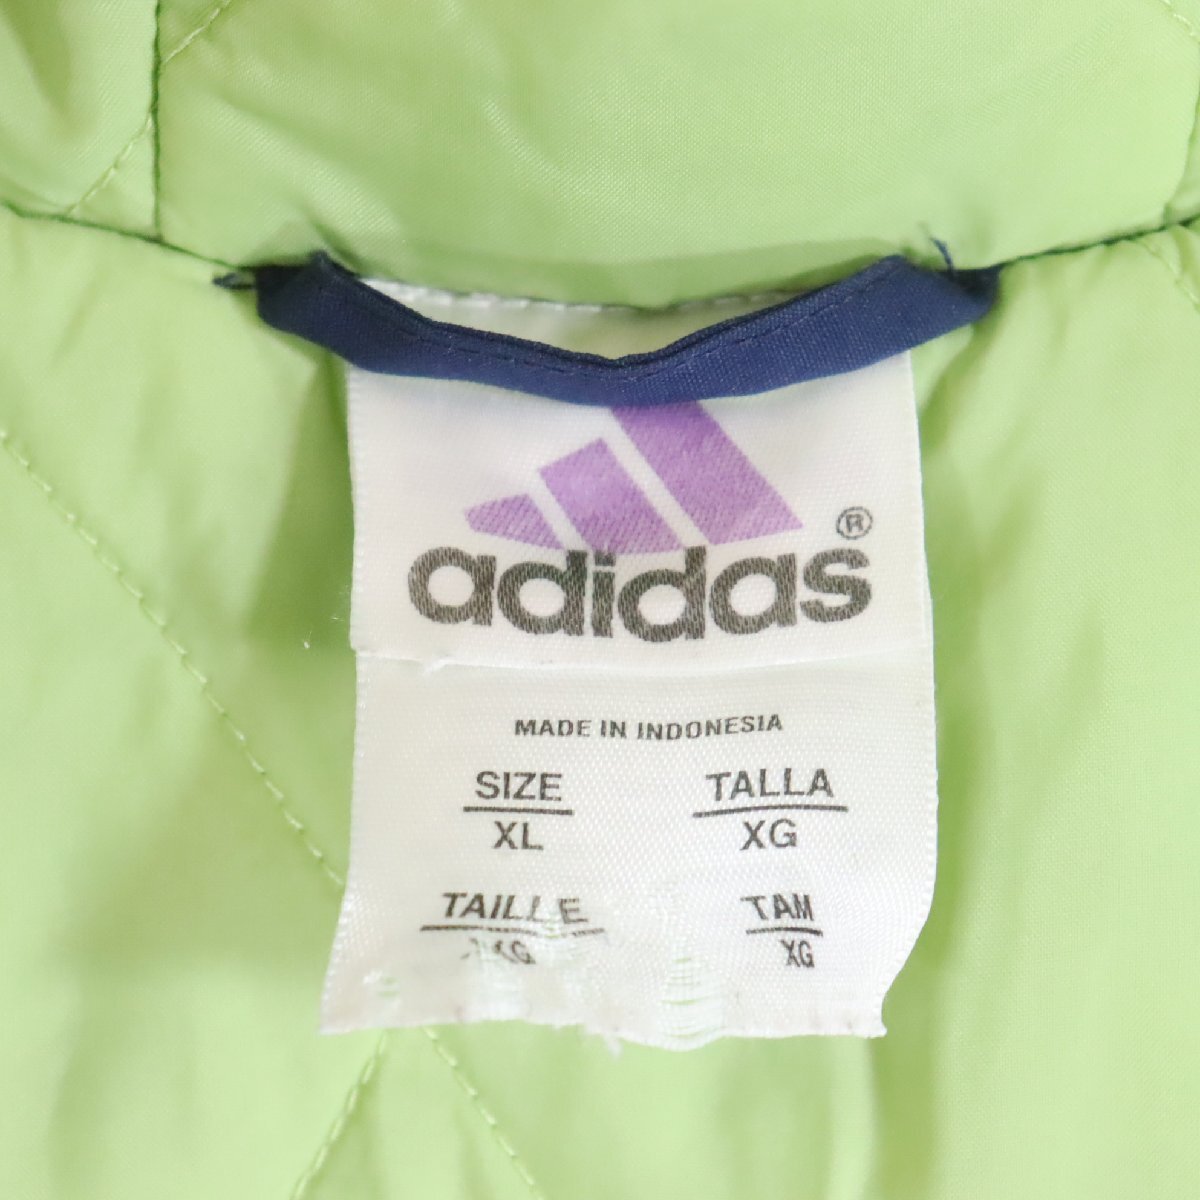 adidas®
MADE IN INDONESIA
SIZE TALLA
XL XG
TAILLE TAM
XG